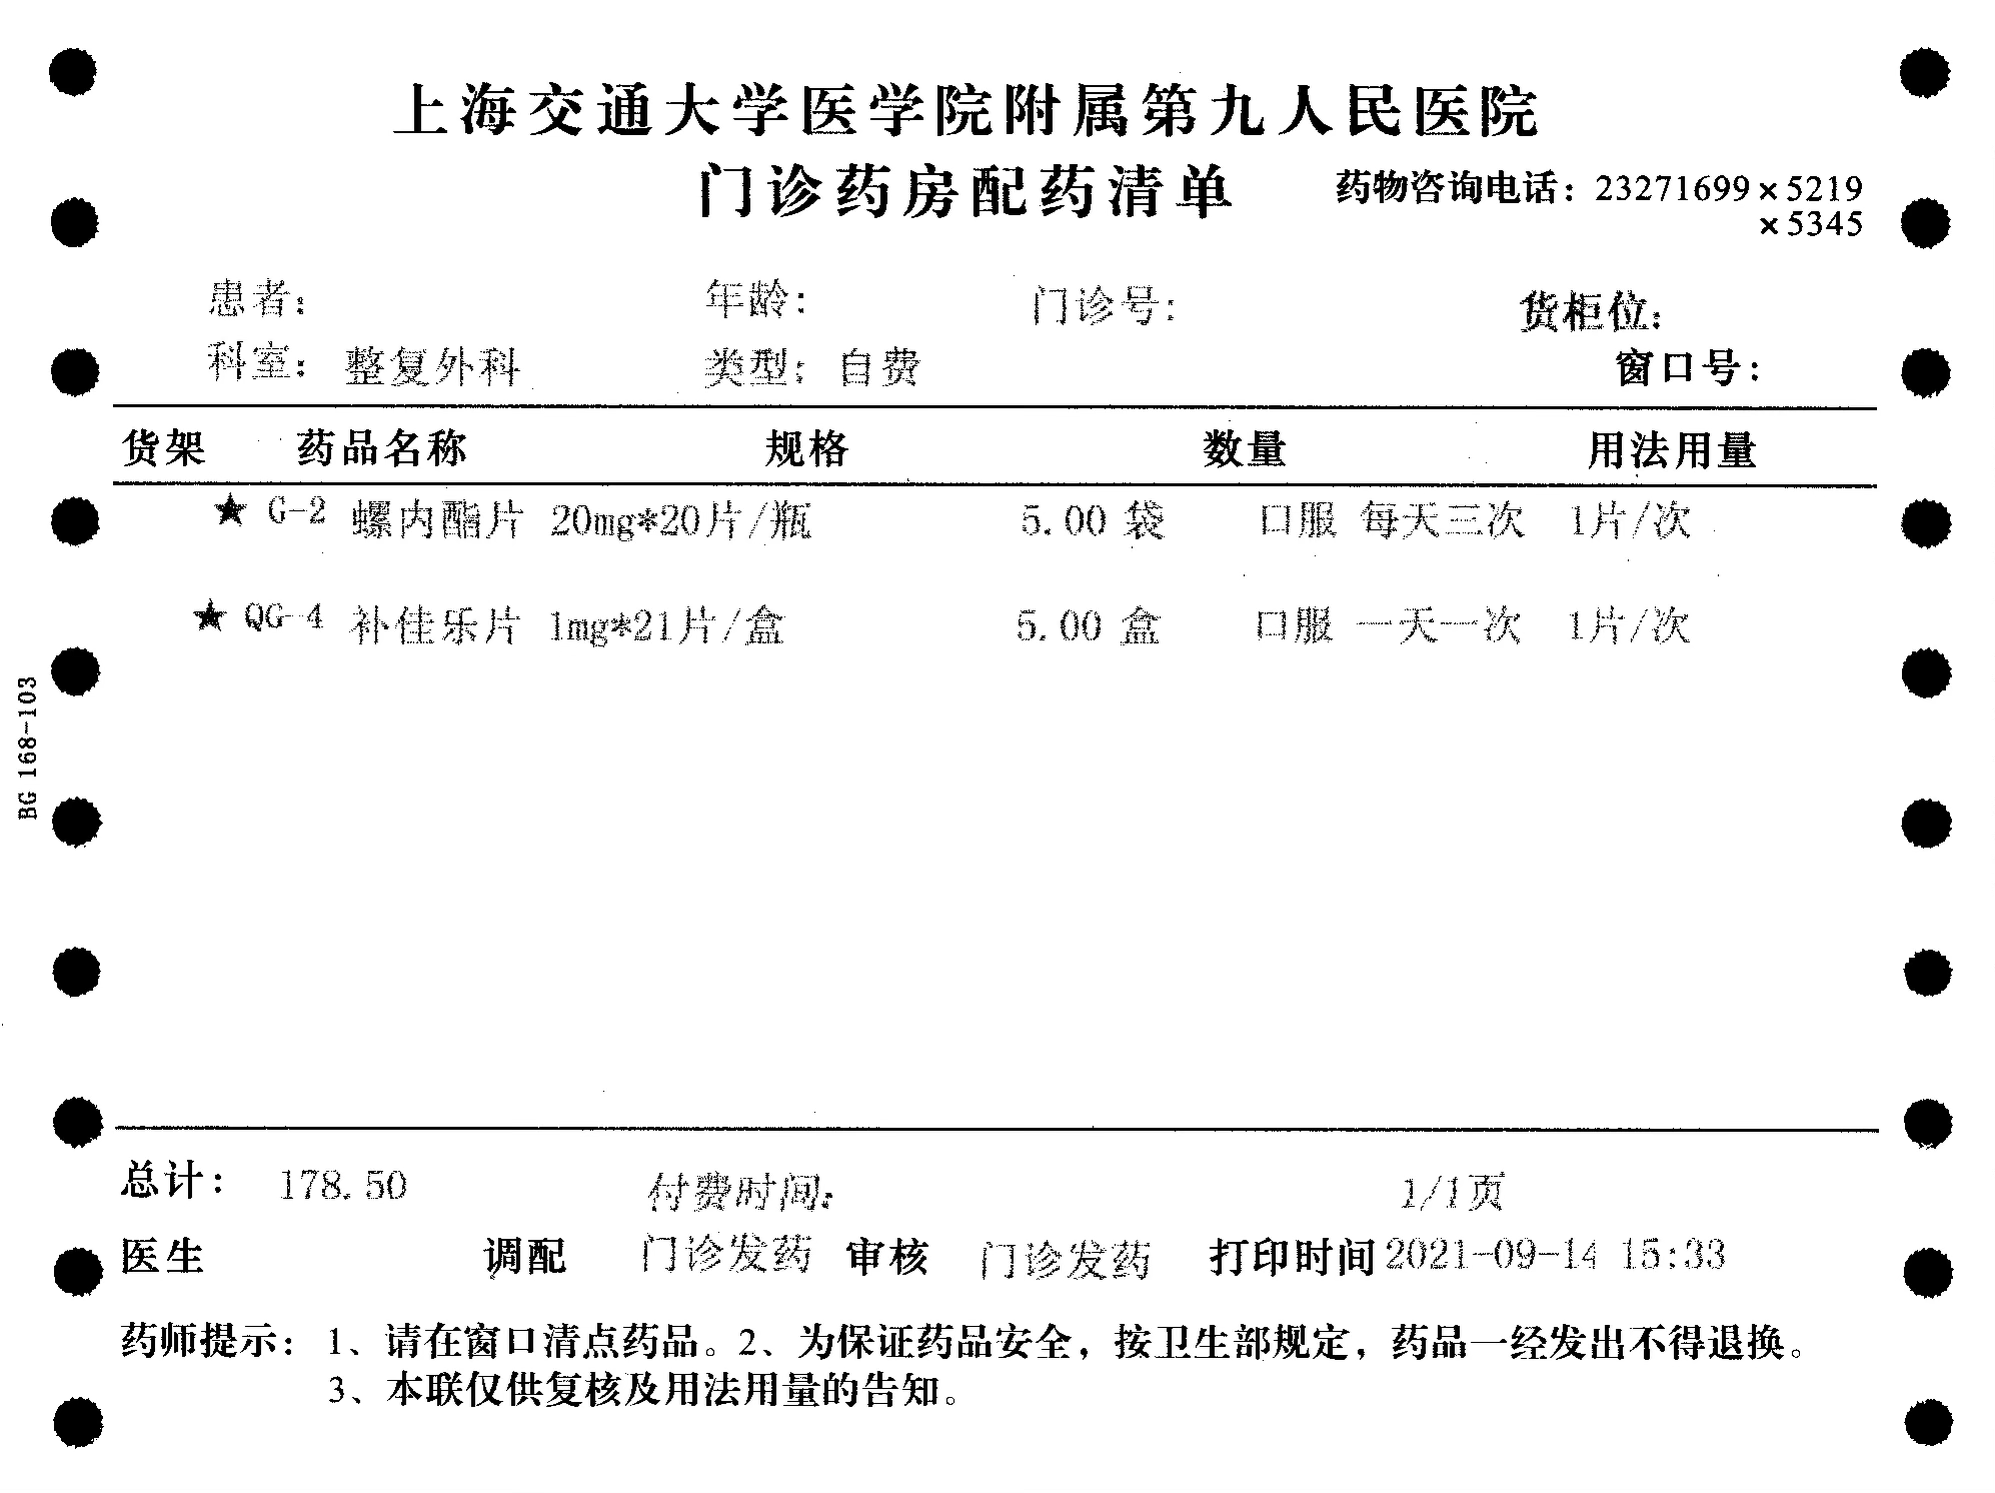 上海交通大学医学院附属第九人民医院
门诊药房配药清单 药物咨询电话：23271699×5219
×5345
患者： 年龄： 门诊号： 货柜位：
科室： 整复外科 类型： 自费 窗口号：
货架 药品名称 规格 数量 用法用量
★ G-2 螺内酯片 20mg*20片/瓶 5.00 袋 口服 每天三次 1片/次
★ QG-4 补佳乐片 1mg*21片/盒 5.00 盒 口服 一天一次 1片/次
BG 168-103
总计： 178.50 付费时间： 1/1页
医生 调配 门诊发药 审核 门诊发药 打印时间 2021-09-14 15:33
药师提示： 1、请在窗口清点药品。2、为保证药品安全，按卫生部规定，药品一经发出不得退换。
3、本联仅供复核及用法用量的告知。